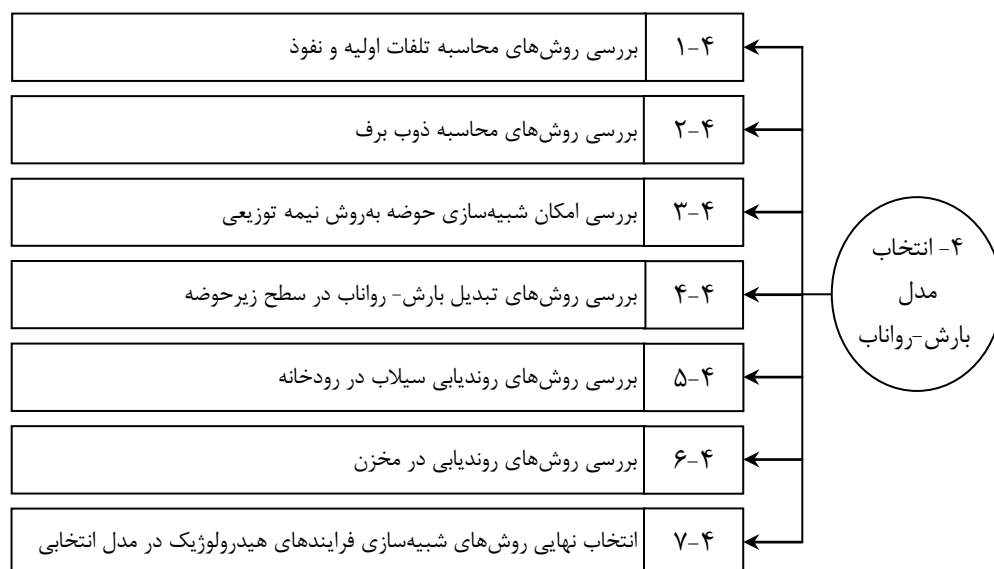 ۴- انتخاب
مدل
بارش-رواناب
۴-۱ بررسی روش‌های محاسبه تلفات اولیه و نفوذ
۴-۲ بررسی روش‌های محاسبه ذوب برف
۴-۳ بررسی امکان شبیه‌سازی حوضه به‌روش نیمه توزیعی
۴-۴ بررسی روش‌های تبدیل بارش- رواناب در سطح زیرحوضه
۴-۵ بررسی روش‌های روندیابی سیلاب در رودخانه
۴-۶ بررسی روش‌های روندیابی در مخزن
۴-۷ انتخاب نهایی روش‌های شبیه‌سازی فرایندهای هیدرولوژیک در مدل انتخابی